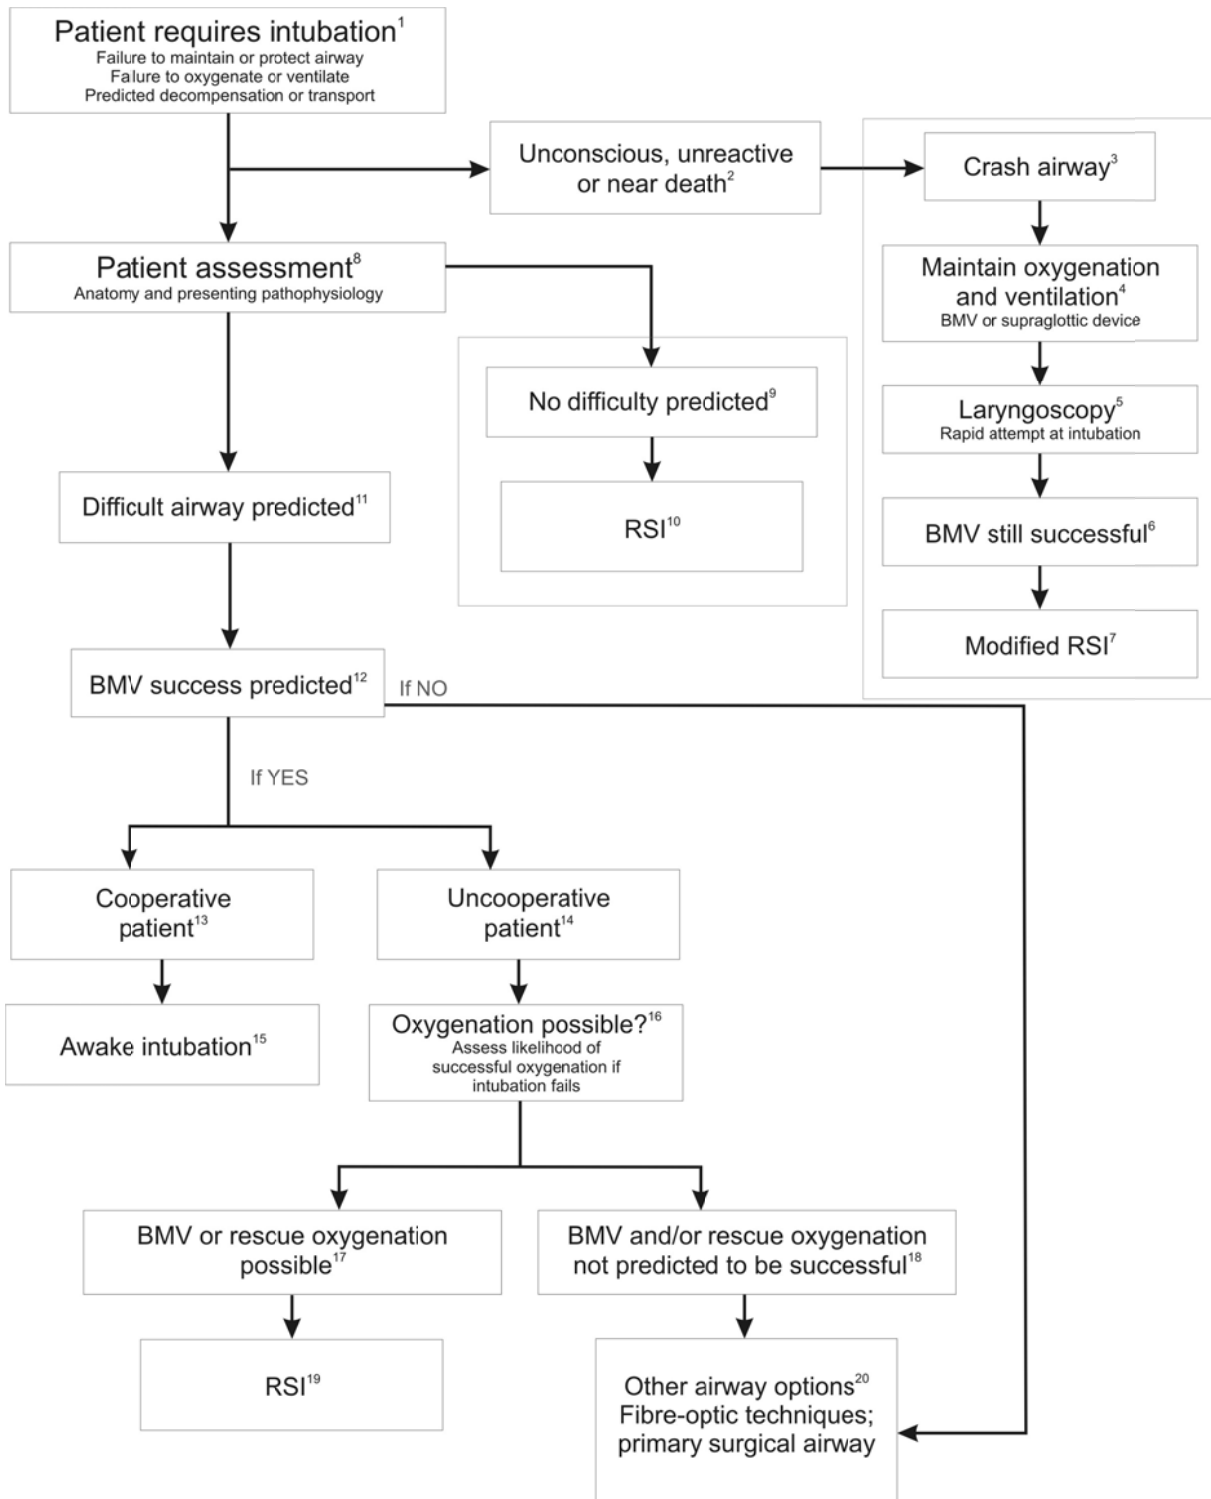 Patient requires intubation1
Failure to maintain or protect airway
Failure to oxygenate or ventilate
Predicted decompensation or transport
Unconscious, unreactive
or near death2
Crash airway3
Maintain oxygenation
and ventilation4
BMV or supraglottic device
Laryngoscopy5
Rapid attempt at intubation
BMV still successful6
Modified RSI7
Patient assessment8
Anatomy and presenting pathophysiology
No difficulty predicted9
RSI10
Difficult airway predicted11
BMV success predicted12
If NO
If YES
Cooperative
patient13
Uncooperative
patient14
Awake intubation15
Oxygenation possible?16
Assess likelihood of
successful oxygenation if
intubation fails
BMV or rescue oxygenation
possible17
BMV and/or rescue oxygenation
not predicted to be successful18
RSI19
Other airway options20
Fibre-optic techniques;
primary surgical airway